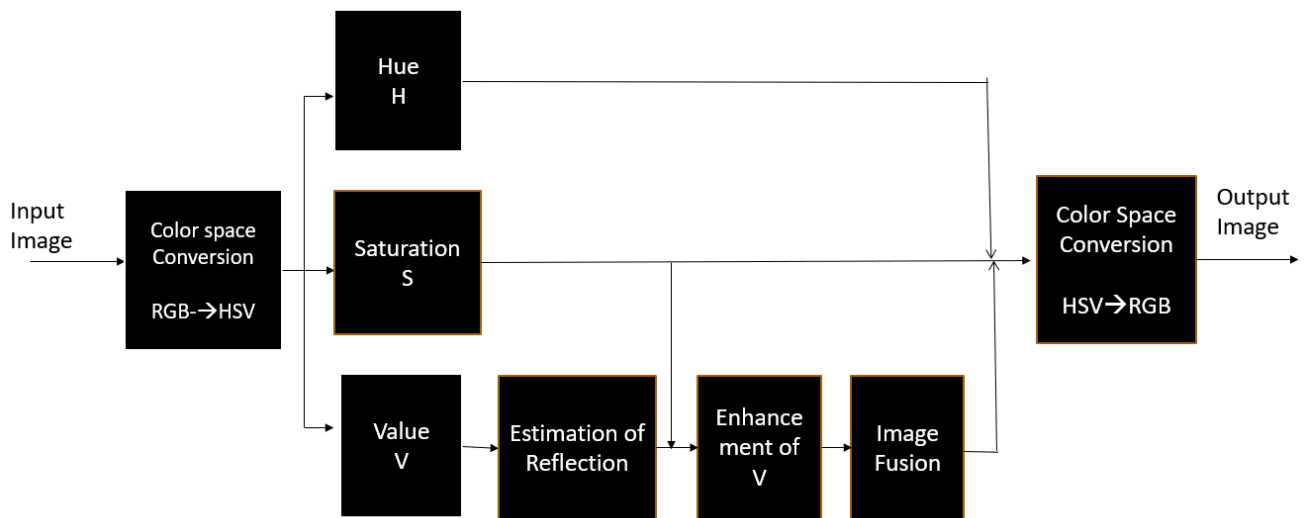 Hue
H
Input
Image
Color space
Conversion
RGB-→HSV
Saturation
S
Color Space
Conversion
HSV→RGB
Output
Image
Value
V
Estimation of
Reflection
Enhance
ment of
V
Image
Fusion